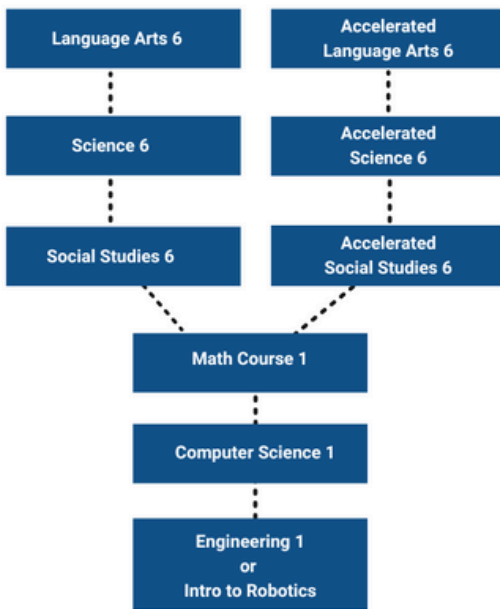 Language Arts 6
Accelerated
Language Arts 6
Science 6
Accelerated
Science 6
Social Studies 6
Accelerated
Social Studies 6
Math Course 1
Computer Science 1
Engineering 1
or
Intro to Robotics